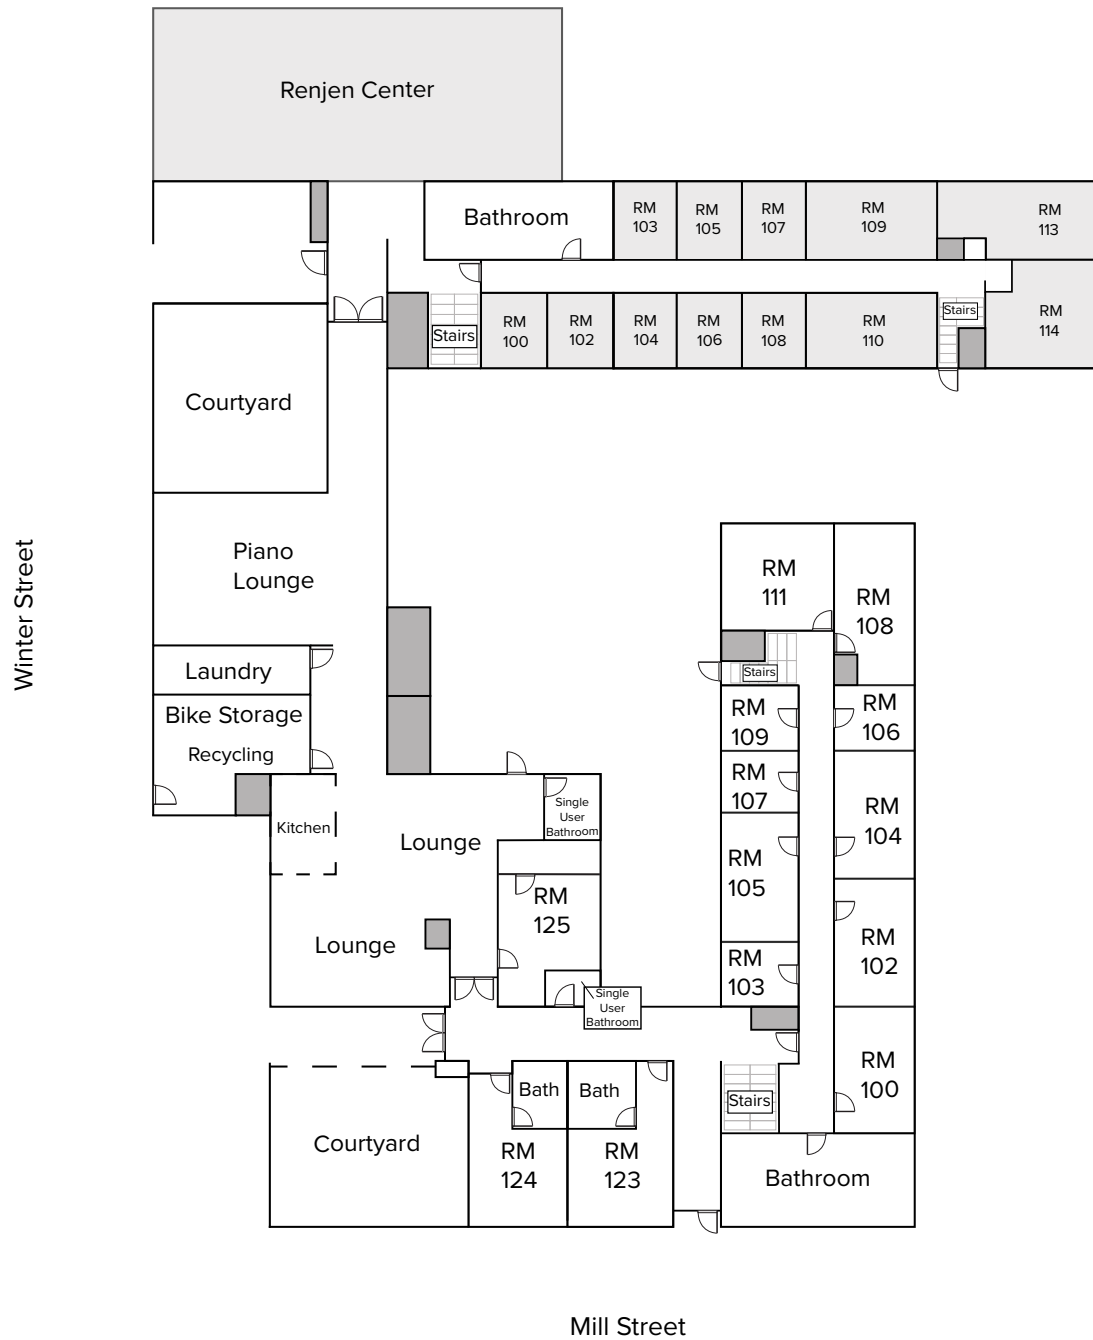 Renjen Center
Bathroom
RM
103
RM
105
RM
107
RM
109
RM
113
Stairs
RM
100
RM
102
RM
104
RM
106
RM
108
RM
110
Stairs
RM
114
Courtyard
Winter Street
Piano
Lounge
Laundry
Bike Storage
Recycling
Kitchen
Lounge
Single
User
Bathroom
RM
125
Lounge
Single
User
Bathroom
RM
111
RM
108
Stairs
RM
109
RM
106
RM
107
RM
104
RM
105
RM
102
RM
103
RM
100
Stairs
Bath
Bath
Courtyard
RM
124
RM
123
Bathroom
Mill Street